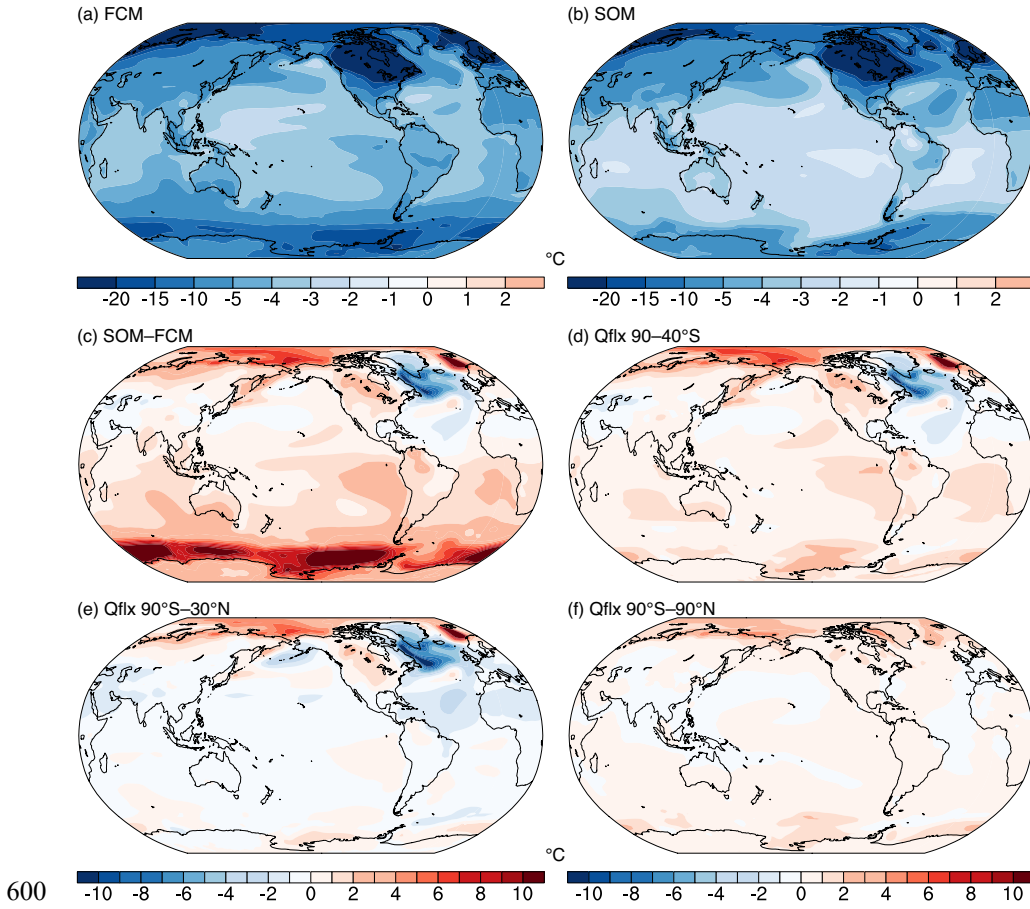 (a) FCM
(b) SOM
°C
-20 -15 -10 -5 -4 -3 -2 -1 0 1 2
-20 -15 -10 -5 -4 -3 -2 -1 0 1 2
(c) SOM–FCM
(d) Qflx 90–40°S
(e) Qflx 90°S–30°N
(f) Qflx 90°S–90°N
°C
-10 -8 -6 -4 -2 0 2 4 6 8 10
-10 -8 -6 -4 -2 0 2 4 6 8 10
600